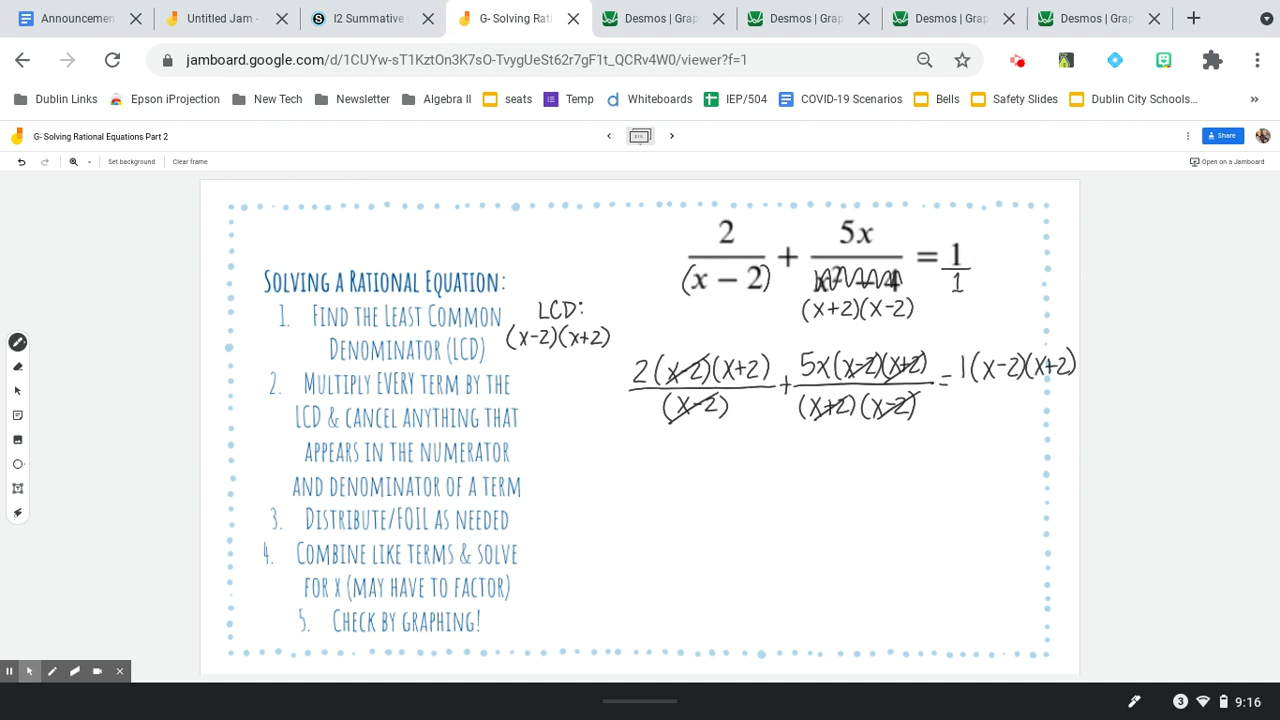 Announcemen
Untitled Jam -
I2 Summative
G- Solving Rati
Desmos | Grap
Desmos | Grap
Desmos | Grap
Desmos | Grap
jamboard.google.com/d/1CUYw-sT1KztOn3K7sO-TvygUeSt62r7gF1t_QCRv4W0/viewer?f=1
Dublin Links
Epson iProjection
New Tech
Newsletter
Algebra II
seats
Temp
Whiteboards
IEP/504
COVID-19 Scenarios
Bells
Safety Slides
Dublin City Schools...
»
G- Solving Rational Equations Part 2
Share
Set background
Clear frame
Open on a Jamboard
2 / (x − 2) + 5x / x² − 4 = 1 / 1
(x+2)(x-2)
SOLVING A RATIONAL EQUATION:
1. FIND THE LEAST COMMON
DENOMINATOR (LCD)
2. MULTIPLY EVERY TERM BY THE
LCD & CANCEL ANYTHING THAT
APPEARS IN THE NUMERATOR
AND DENOMINATOR OF A TERM
3. DISTRIBUTE/FOIL AS NEEDED
4. COMBINE LIKE TERMS & SOLVE
FOR X (MAY HAVE TO FACTOR)
5. CHECK BY GRAPHING!
LCD:
(x-2)(x+2)
2(x-2)(x+2) / (x-2) + 5x(x-2)(x+2) / (x+2)(x-2) = 1(x-2)(x+2)
3
9:16